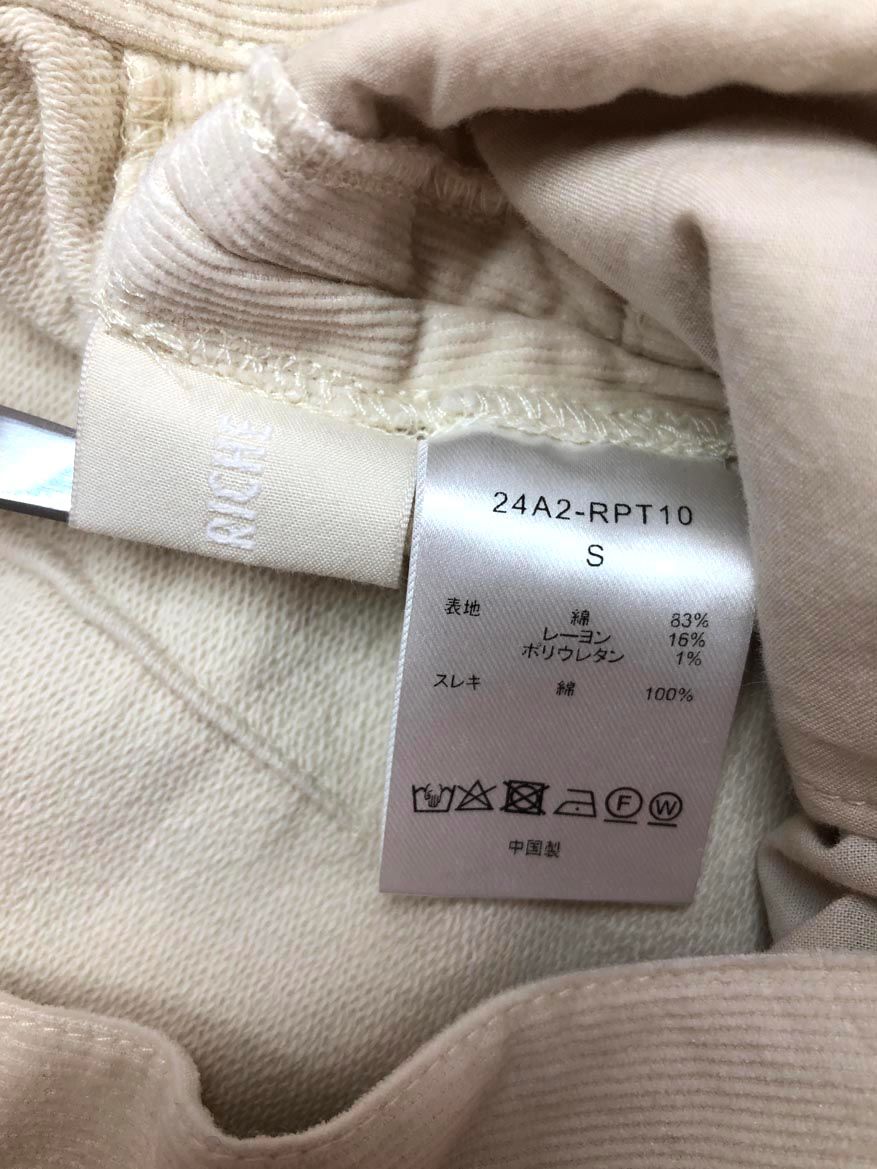 RICHE
24A2-RPT10
S
表地 綿 83%
レーヨン 16%
ポリウレタン 1%
スレキ 綿 100%
F W
中国製